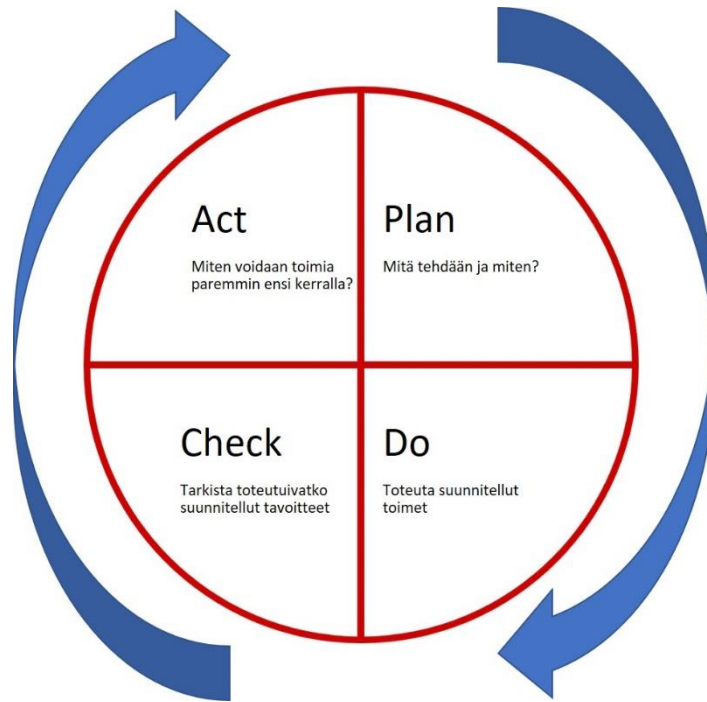 Act
Miten voidaan toimia
paremmin ensi kerralla?
Plan
Mitä tehdään ja miten?
Check
Tarkista toteutuivatko
suunnitellut tavoitteet
Do
Toteuta suunnitellut
toimet